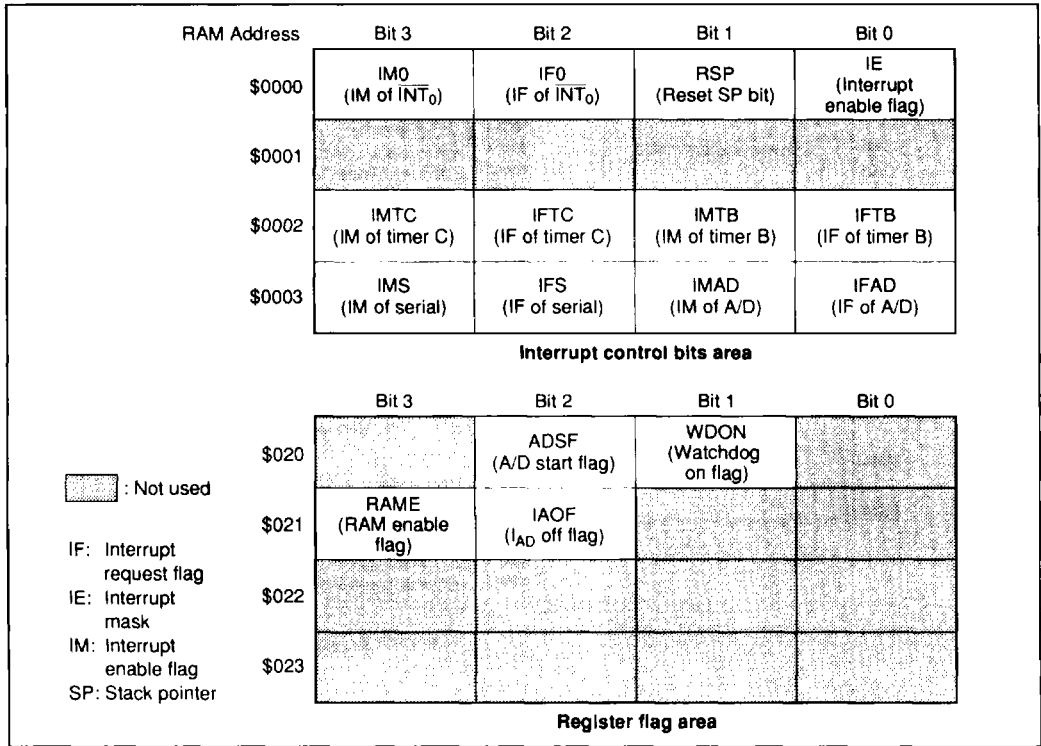 RAM Address Bit 3 Bit 2 Bit 1 Bit 0
$0000
IM0
(IM of INT0)
IF0
(IF of INT0)
RSP
(Reset SP bit)
IE
(Interrupt
enable flag)
$0001
$0002
IMTC
(IM of timer C)
IFTC
(IF of timer C)
IMTB
(IM of timer B)
IFTB
(IF of timer B)
$0003
IMS
(IM of serial)
IFS
(IF of serial)
IMAD
(IM of A/D)
IFAD
(IF of A/D)
Interrupt control bits area
Bit 3 Bit 2 Bit 1 Bit 0
$020
ADSF
(A/D start flag)
WDON
(Watchdog
on flag)
$021
RAME
(RAM enable
flag)
IAOF
(IAD off flag)
$022
$023
: Not used
IF: Interrupt
request flag
IE: Interrupt
mask
IM: Interrupt
enable flag
SP: Stack pointer
Register flag area